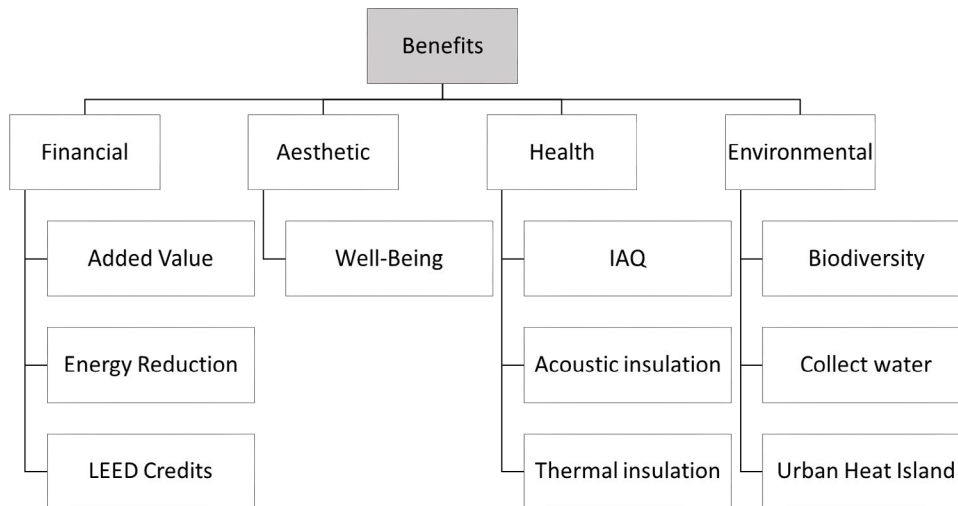 Benefits
Financial
Aesthetic
Health
Environmental
Added Value
Well-Being
IAQ
Biodiversity
Energy Reduction
Acoustic insulation
Collect water
LEED Credits
Thermal insulation
Urban Heat Island